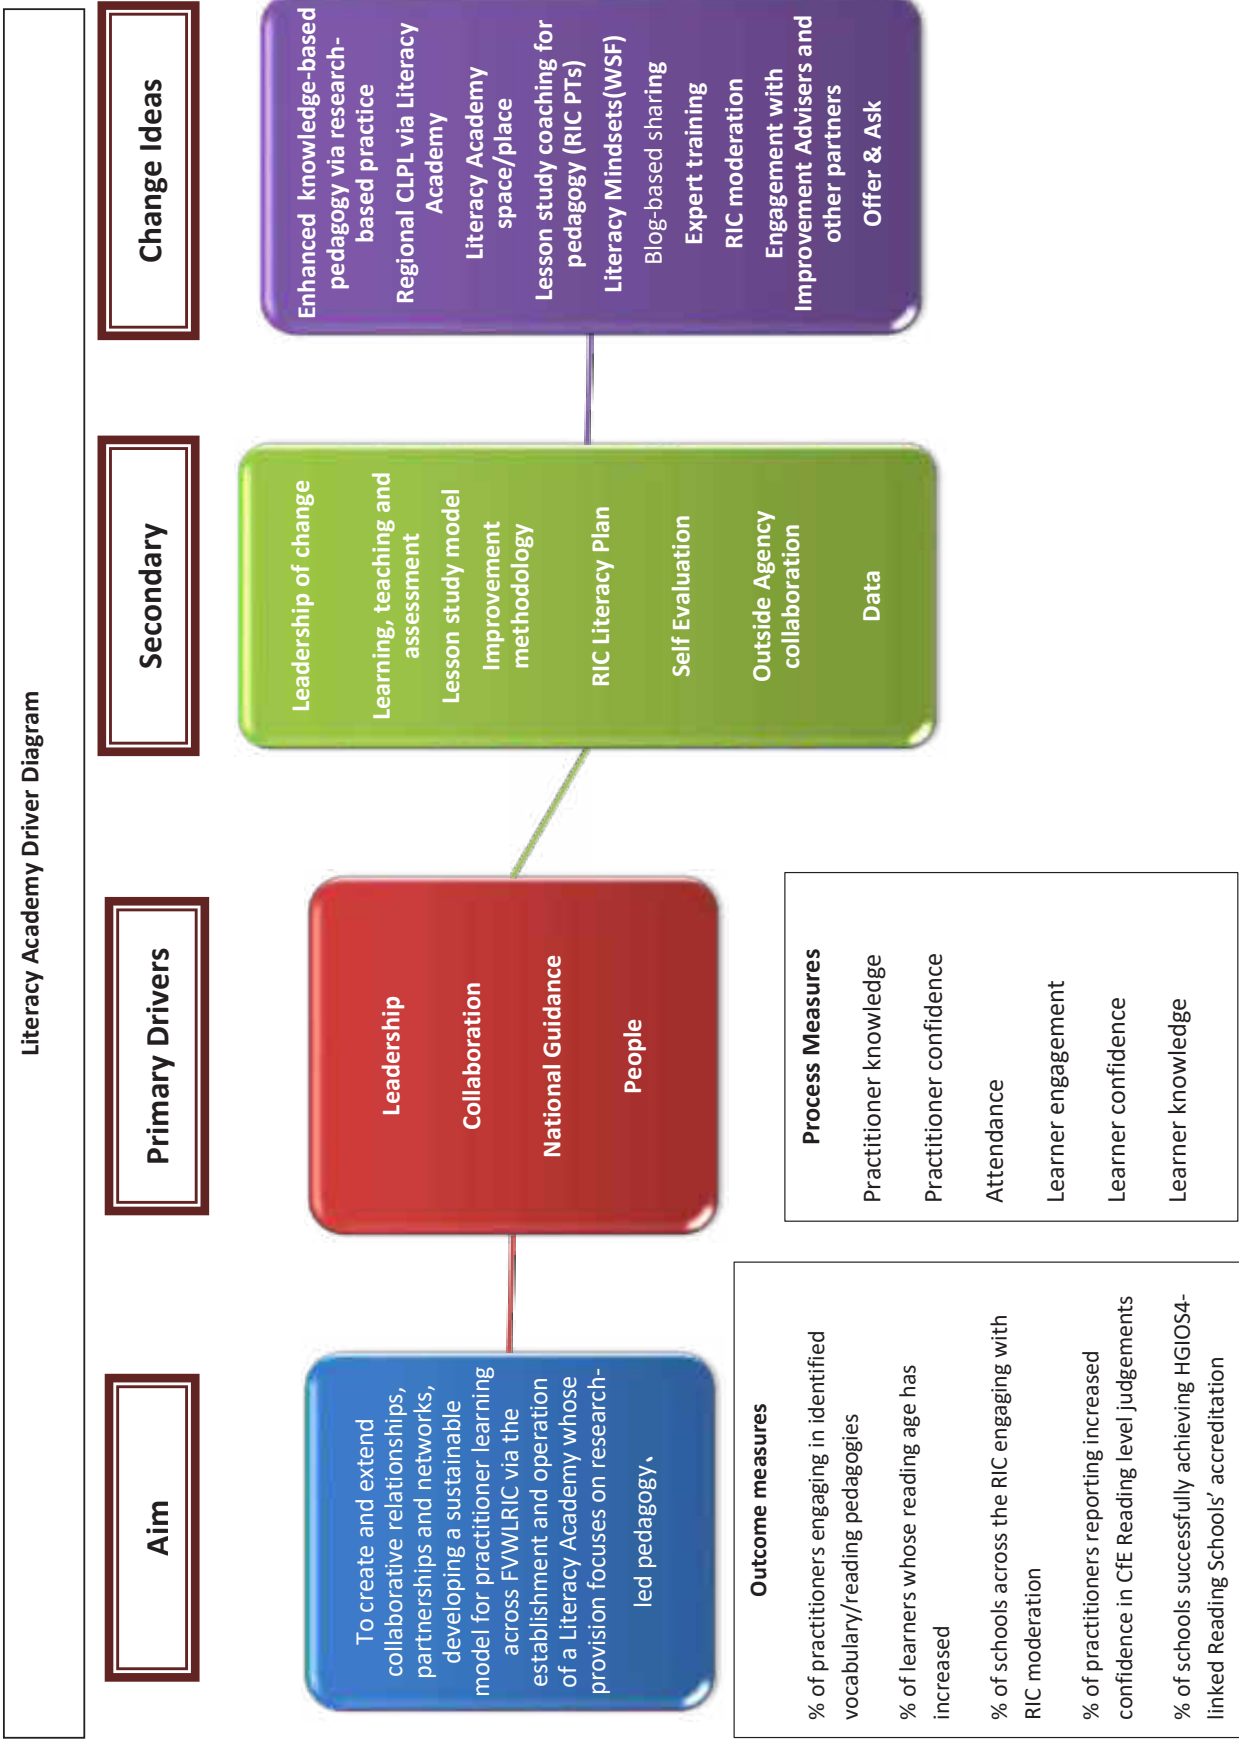 Literacy Academy Driver Diagram
Aim
Primary Drivers
Secondary
Change Ideas
To create and extend
collaborative relationships,
partnerships and networks,
developing a sustainable
model for practitioner learning
across FVWLRIC via the
establishment and operation
of a Literacy Academy whose
provision focuses on research-
led pedagogy.
Leadership
Collaboration
National Guidance
People
Leadership of change
Learning, teaching and
assessment
Lesson study model
Improvement
methodology
RIC Literacy Plan
Self Evaluation
Outside Agency
collaboration
Data
Enhanced knowledge-based
pedagogy via research-
based practice
Regional CLPL via Literacy
Academy
Literacy Academy
space/place
Lesson study coaching for
pedagogy (RIC PTs)
Literacy Mindsets(WSF)
Blog-based sharing
Expert training
RIC moderation
Engagement with
Improvement Advisers and
other partners
Offer & Ask
Outcome measures
% of practitioners engaging in identified
vocabulary/reading pedagogies
% of learners whose reading age has
increased
% of schools across the RIC engaging with
RIC moderation
% of practitioners reporting increased
confidence in CfE Reading level judgements
% of schools successfully achieving HGIOS4-
linked Reading Schools' accreditation
Process Measures
Practitioner knowledge
Practitioner confidence
Attendance
Learner engagement
Learner confidence
Learner knowledge